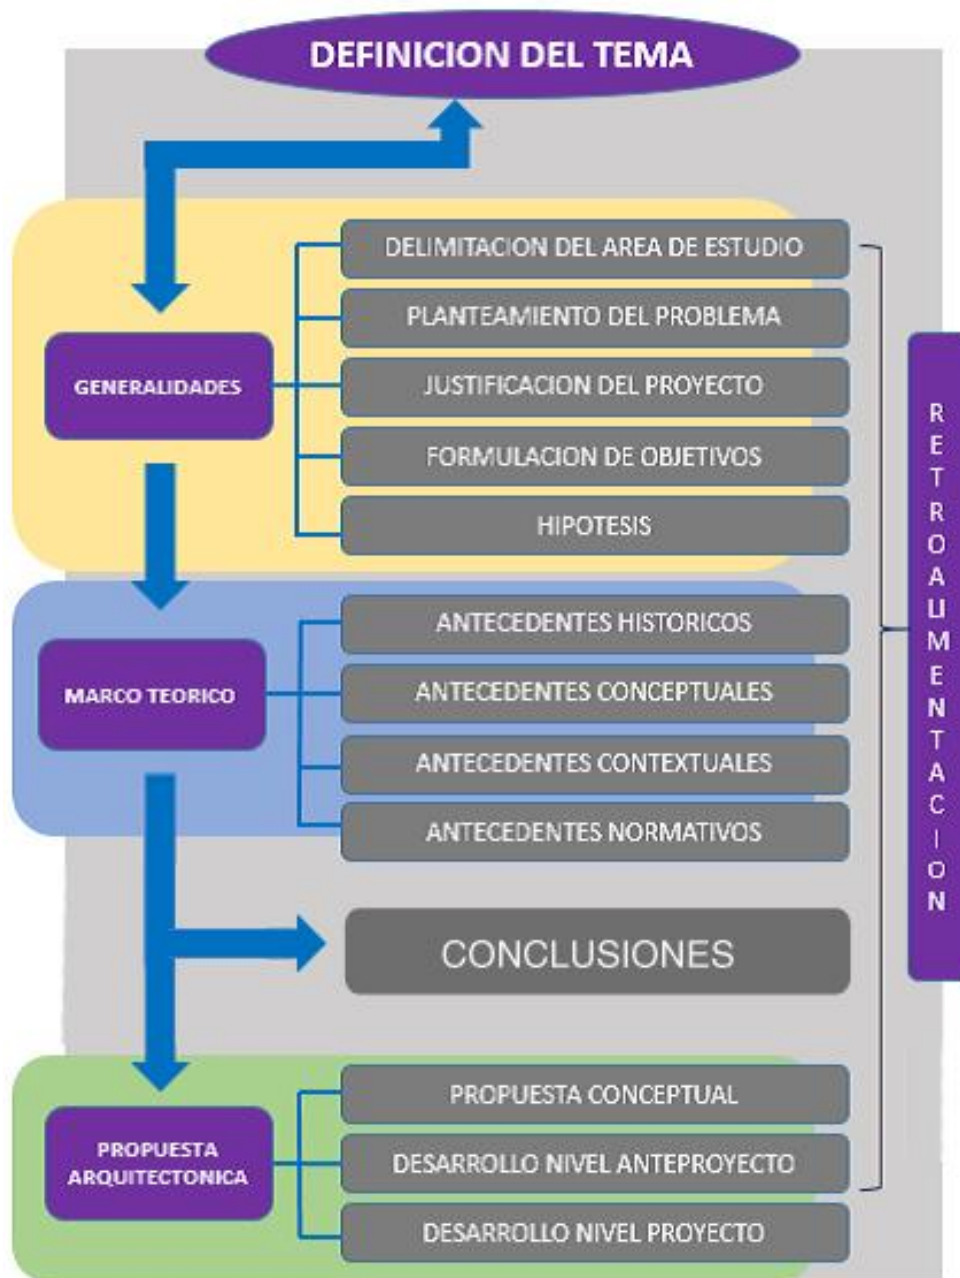 DEFINICION DEL TEMA
GENERALIDADES
DELIMITACION DEL AREA DE ESTUDIO
PLANTEAMIENTO DEL PROBLEMA
JUSTIFICACION DEL PROYECTO
FORMULACION DE OBJETIVOS
HIPOTESIS
MARCO TEORICO
ANTECEDENTES HISTORICOS
ANTECEDENTES CONCEPTUALES
ANTECEDENTES CONTEXTUALES
ANTECEDENTES NORMATIVOS
CONCLUSIONES
PROPUESTA
ARQUITECTONICA
PROPUESTA CONCEPTUAL
DESARROLLO NIVEL ANTEPROYECTO
DESARROLLO NIVEL PROYECTO
RETROALIMENTACION